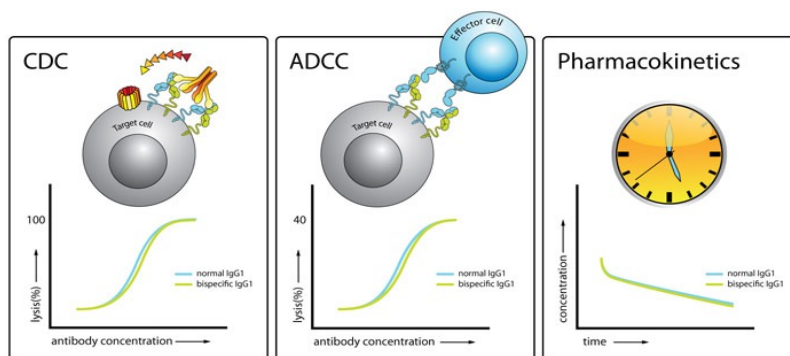 CDC
Target cell
100
lysis(%)
normal IgG1
bispecific IgG1
antibody concentration
ADCC
Effector cell
Target cell
40
lysis(%)
normal IgG1
bispecific IgG1
antibody concentration
Pharmacokinetics
concentration
normal IgG1
bispecific IgG1
time